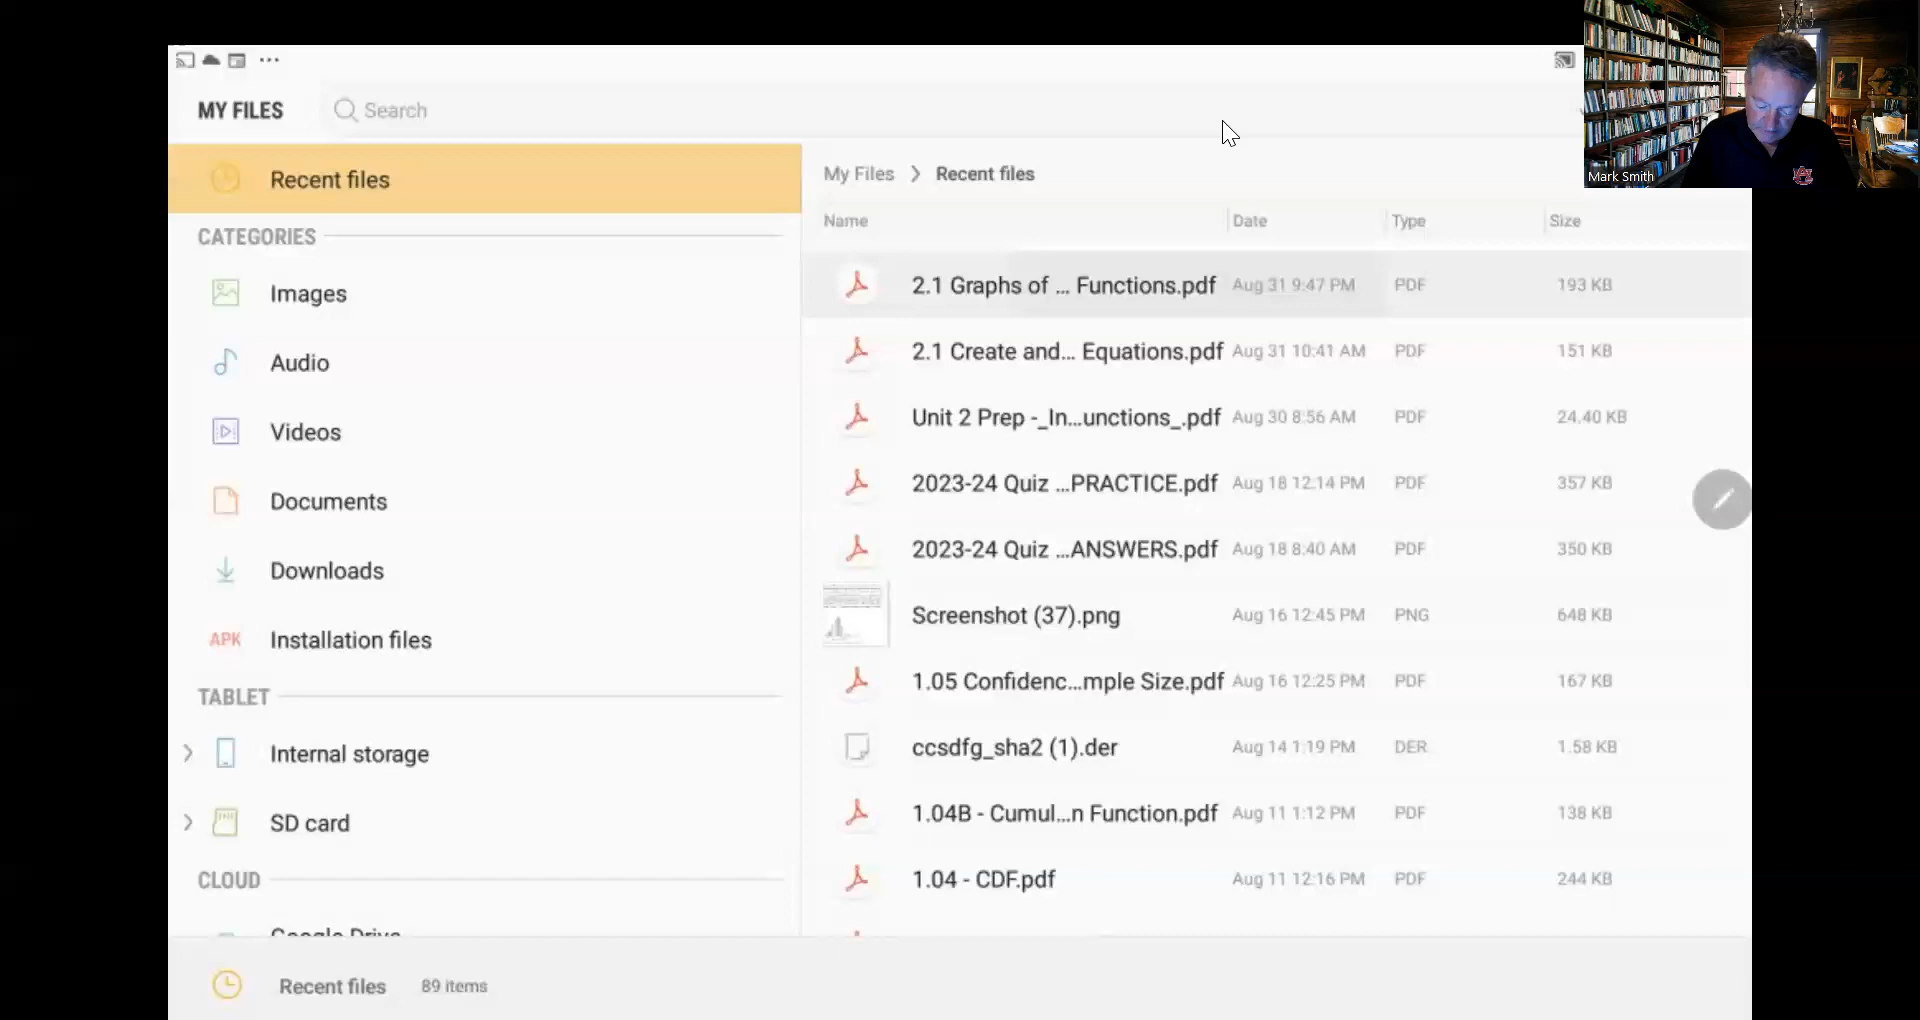 MY FILES
Search
Mark Smith
Recent files
CATEGORIES
Images
Audio
Videos
Documents
Downloads
APK Installation files
TABLET
Internal storage
SD card
CLOUD
Google Drive
My Files > Recent files
Name Date Type Size
2.1 Graphs of ... Functions.pdf Aug 31 9:47 PM PDF 193 KB
2.1 Create and... Equations.pdf Aug 31 10:41 AM PDF 151 KB
Unit 2 Prep -_In...unctions_.pdf Aug 30 8:56 AM PDF 24.40 KB
2023-24 Quiz ...PRACTICE.pdf Aug 18 12:14 PM PDF 357 KB
2023-24 Quiz ...ANSWERS.pdf Aug 18 8:40 AM PDF 350 KB
Screenshot (37).png Aug 16 12:45 PM PNG 648 KB
1.05 Confidenc...mple Size.pdf Aug 16 12:25 PM PDF 167 KB
ccsdfg_sha2 (1).der Aug 14 1:19 PM DER 1.58 KB
1.04B - Cumul...n Function.pdf Aug 11 1:12 PM PDF 138 KB
1.04 - CDF.pdf Aug 11 12:16 PM PDF 244 KB
Recent files 89 items